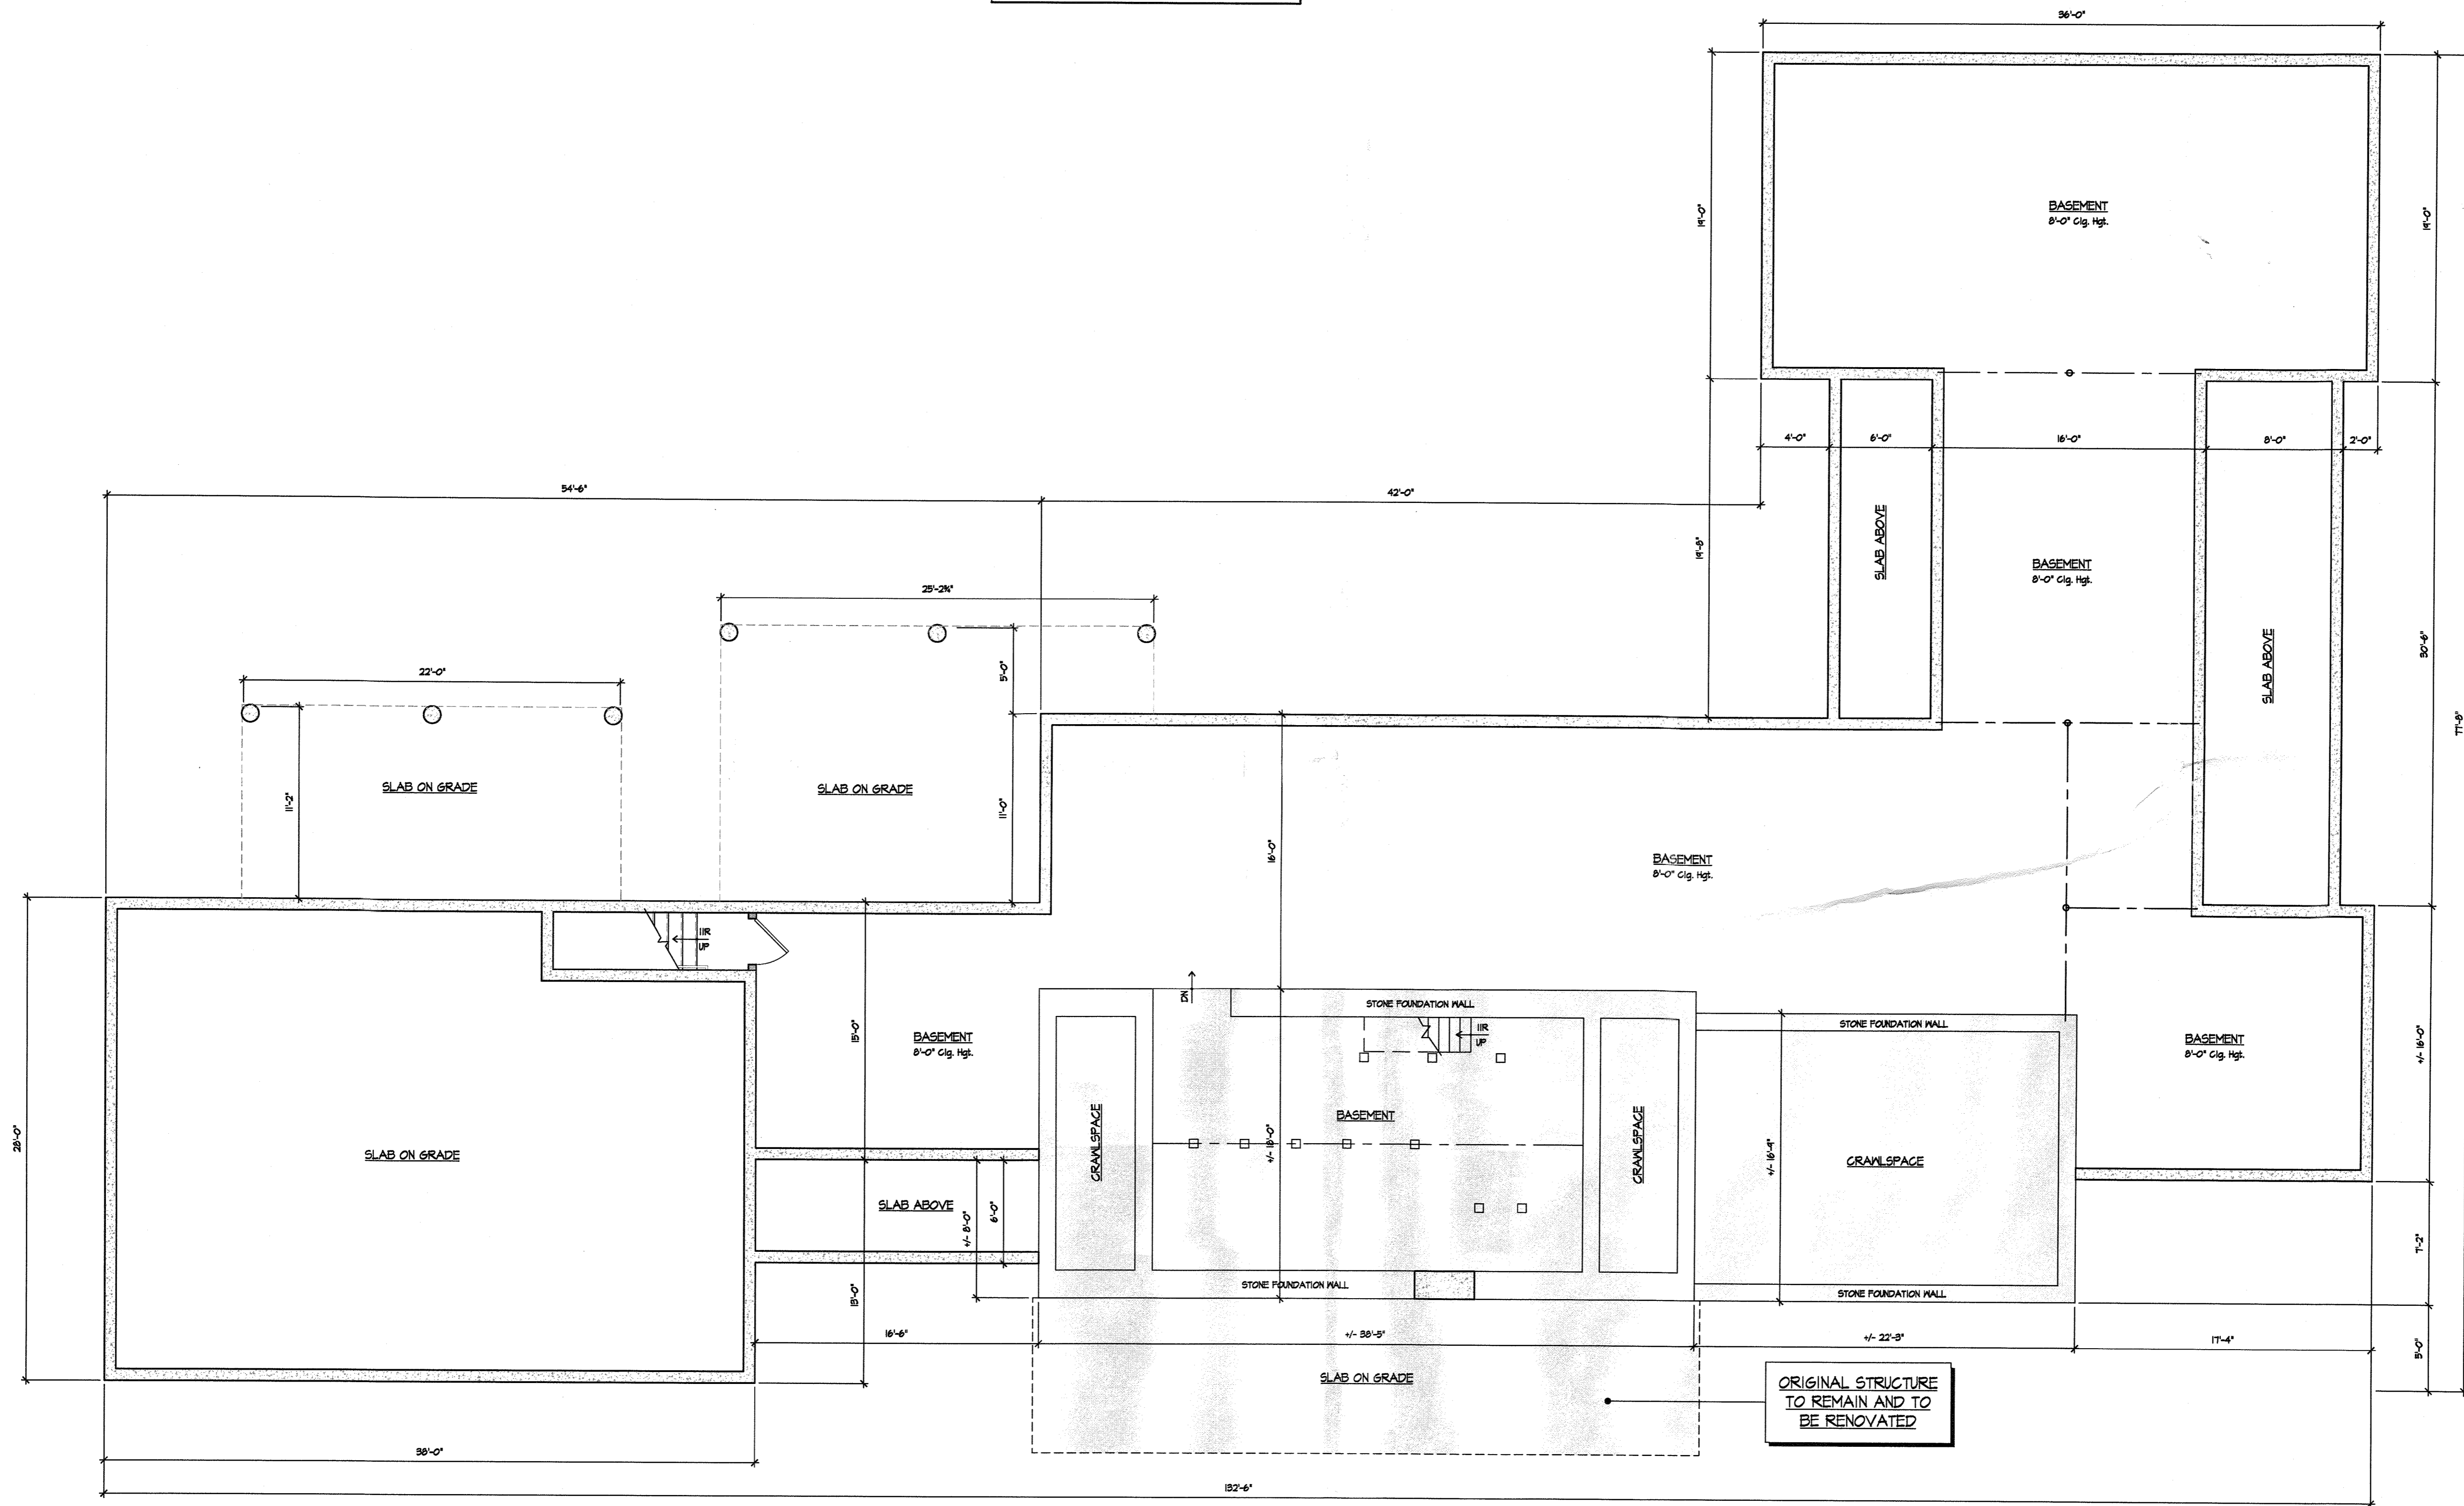 36'-0"
19'-0"
19'-0"
BASEMENT
8'-0" Clg. Hgt.
4'-0"
6'-0"
16'-0"
8'-0"
2'-0"
54'-6"
42'-0"
19'-8"
SLAB ABOVE
BASEMENT
8'-0" Clg. Hgt.
SLAB ABOVE
30'-6"
77'-8"
25'-2¾"
22'-0"
5'-0"
11'-2"
SLAB ON GRADE
SLAB ON GRADE
11'-0"
16'-0"
BASEMENT
8'-0" Clg. Hgt.
11R
UP
DN
STONE FOUNDATION WALL
11R
UP
STONE FOUNDATION WALL
15'-0"
BASEMENT
8'-0" Clg. Hgt.
BASEMENT
8'-0" Clg. Hgt.
+/- 16'-0"
28'-0"
SLAB ON GRADE
CRAWLSPACE
BASEMENT
+/- 18'-0"
CRAWLSPACE
+/- 16'-9"
CRAWLSPACE
SLAB ABOVE
+/- 8'-0"
6'-0"
7'-2"
STONE FOUNDATION WALL
STONE FOUNDATION WALL
13'-0"
16'-6"
+/- 38'-5"
+/- 22'-3"
17'-4"
5'-0"
SLAB ON GRADE
ORIGINAL STRUCTURE
TO REMAIN AND TO
BE RENOVATED
38'-0"
132'-6"